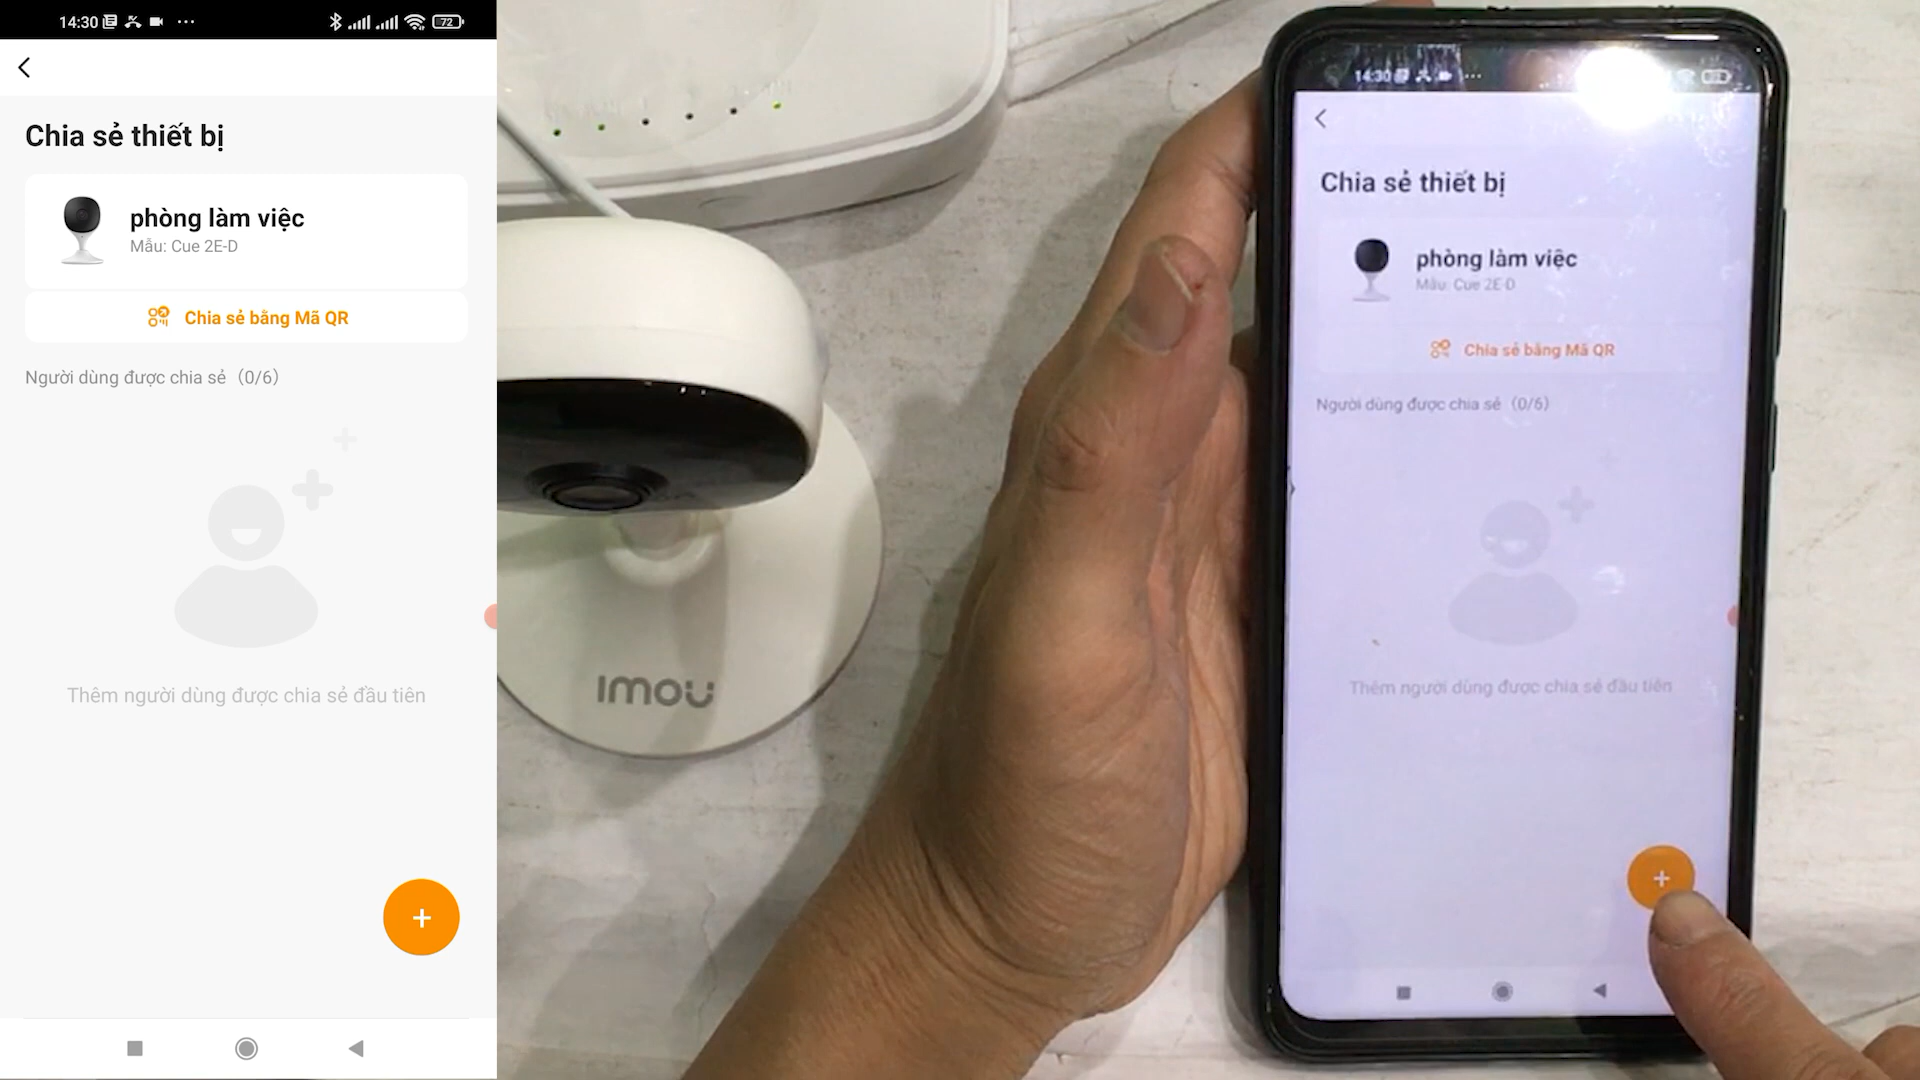 14:30
72
Chia sẻ thiết bị
phòng làm việc
Mẫu: Cue 2E-D
Chia sẻ bằng Mã QR
Người dùng được chia sẻ (0/6)
Thêm người dùng được chia sẻ đầu tiên
imou
14:30
Chia sẻ thiết bị
phòng làm việc
Mẫu: Cue 2E-D
Chia sẻ bằng Mã QR
Người dùng được chia sẻ (0/6)
Thêm người dùng được chia sẻ đầu tiên